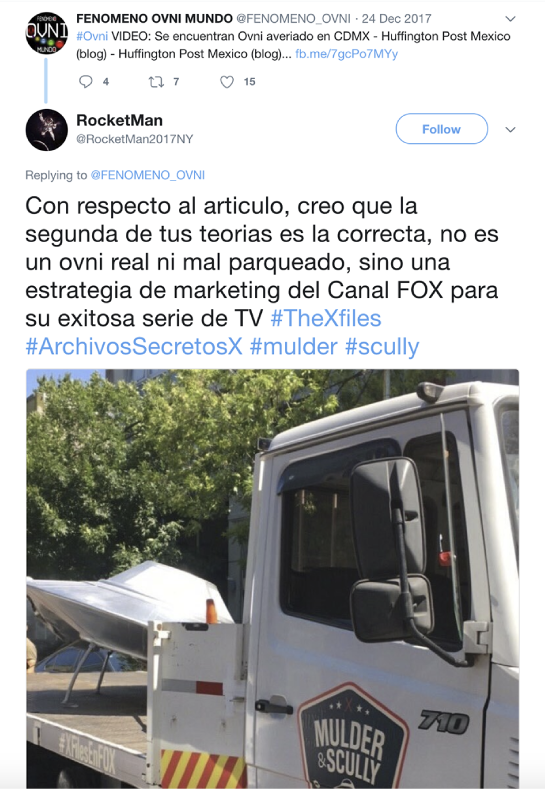 FENOMENO OVNI MUNDO @FENOMENO_OVNI · 24 Dec 2017
#Ovni VIDEO: Se encuentran Ovni averiado en CDMX - Huffington Post Mexico
(blog) - Huffington Post Mexico (blog)... fb.me/7gcPo7MYy
4 7 15
FENOMENO
OVNI
MUNDO
RocketMan
@RocketMan2017NY
Follow
Replying to @FENOMENO_OVNI
Con respecto al articulo, creo que la
segunda de tus teorias es la correcta, no es
un ovni real ni mal parqueado, sino una
estrategia de marketing del Canal FOX para
su exitosa serie de TV #TheXfiles
#ArchivosSecretosX #mulder #scully
710
MULDER
&SCULLY
#XFilesEnFOX